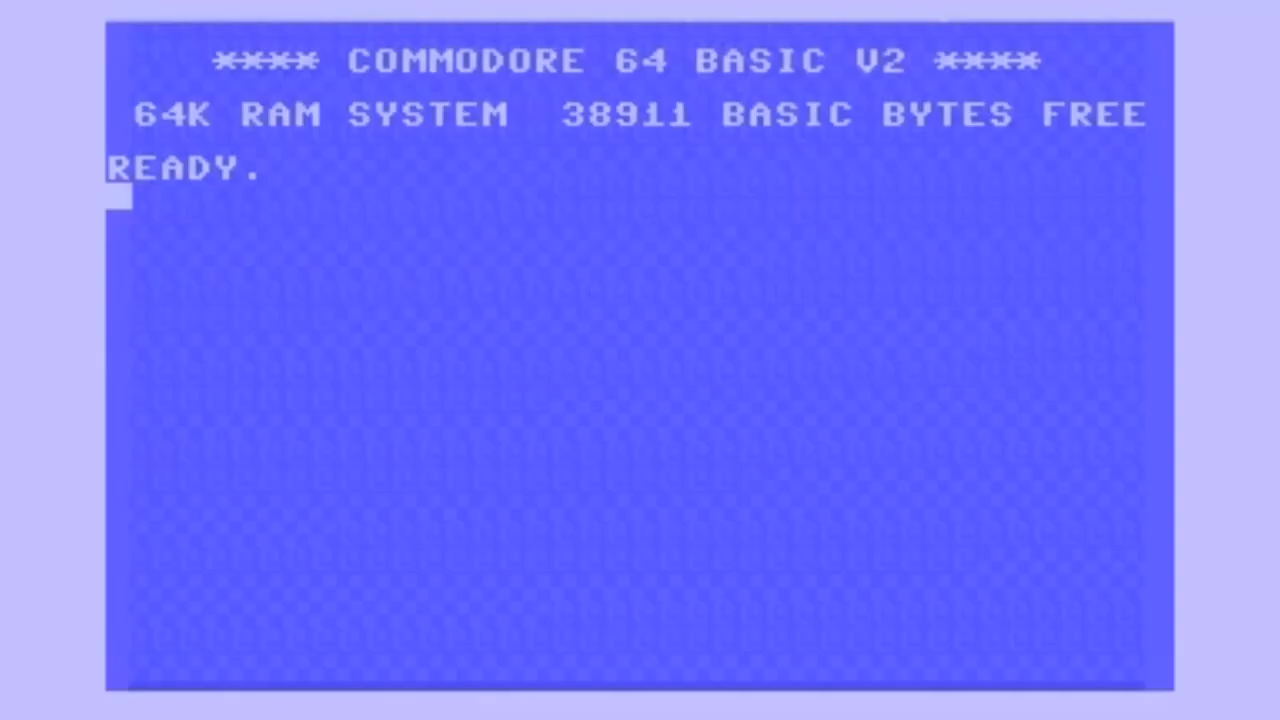 **** COMMODORE 64 BASIC V2 ****
64K RAM SYSTEM  38911 BASIC BYTES FREE
READY.